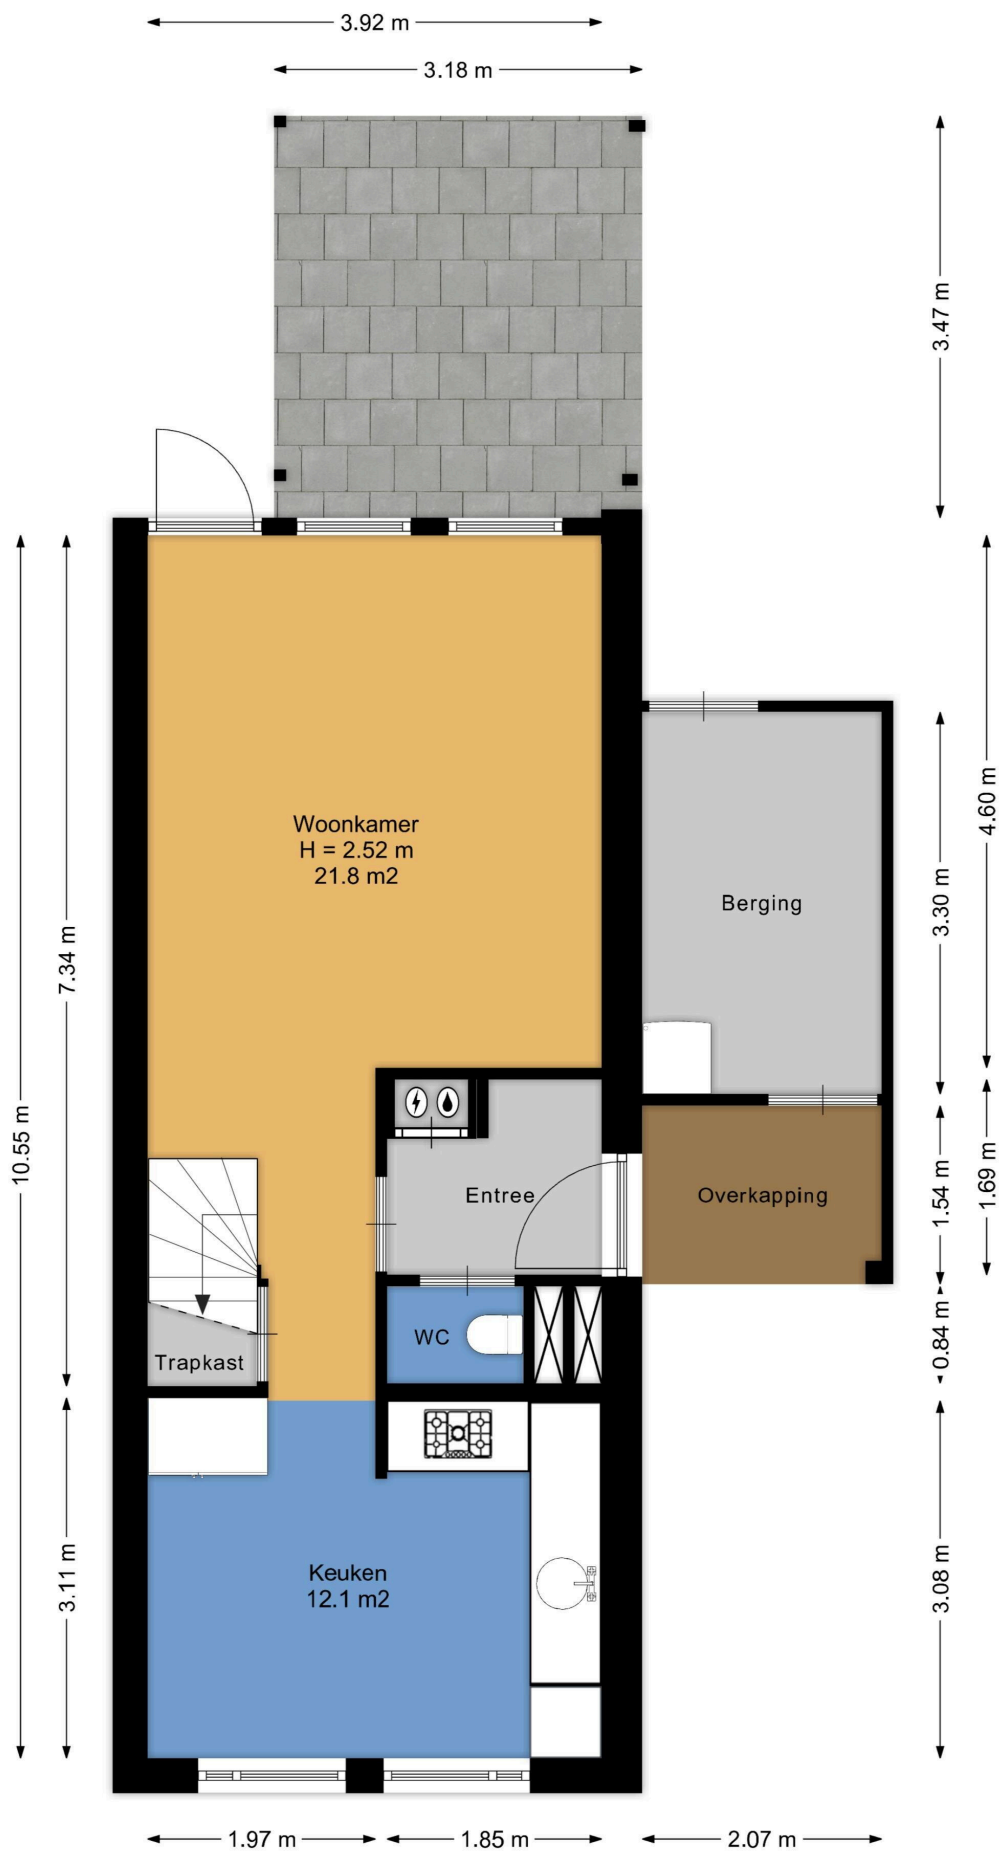 3.92 m
3.18 m
3.47 m
Woonkamer
H = 2.52 m
21.8 m2
4.60 m
Berging
3.30 m
7.34 m
10.55 m
Entree
Overkapping
1.54 m
1.69 m
WC
Trapkast
0.84 m
Keuken
12.1 m2
3.11 m
3.08 m
1.97 m
1.85 m
2.07 m